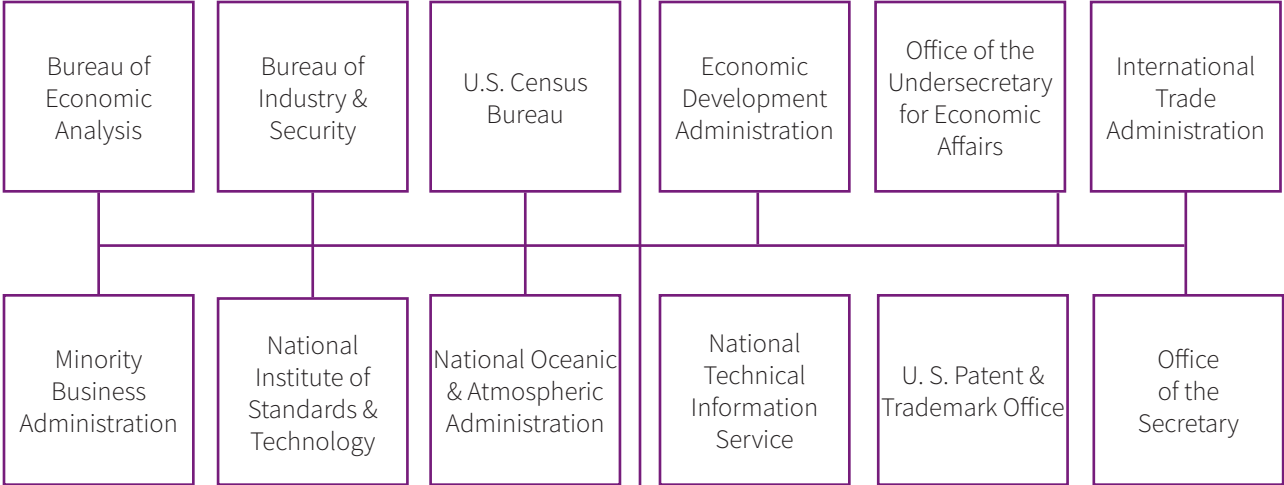 Bureau of
Economic
Analysis
Bureau of
Industry &
Security
U.S. Census
Bureau
Economic
Development
Administration
Office of the
Undersecretary
for Economic
Affairs
International
Trade
Administration
Minority
Business
Administration
National
Institute of
Standards &
Technology
National Oceanic
& Atmospheric
Administration
National
Technical
Information
Service
U. S. Patent &
Trademark Office
Office
of the
Secretary